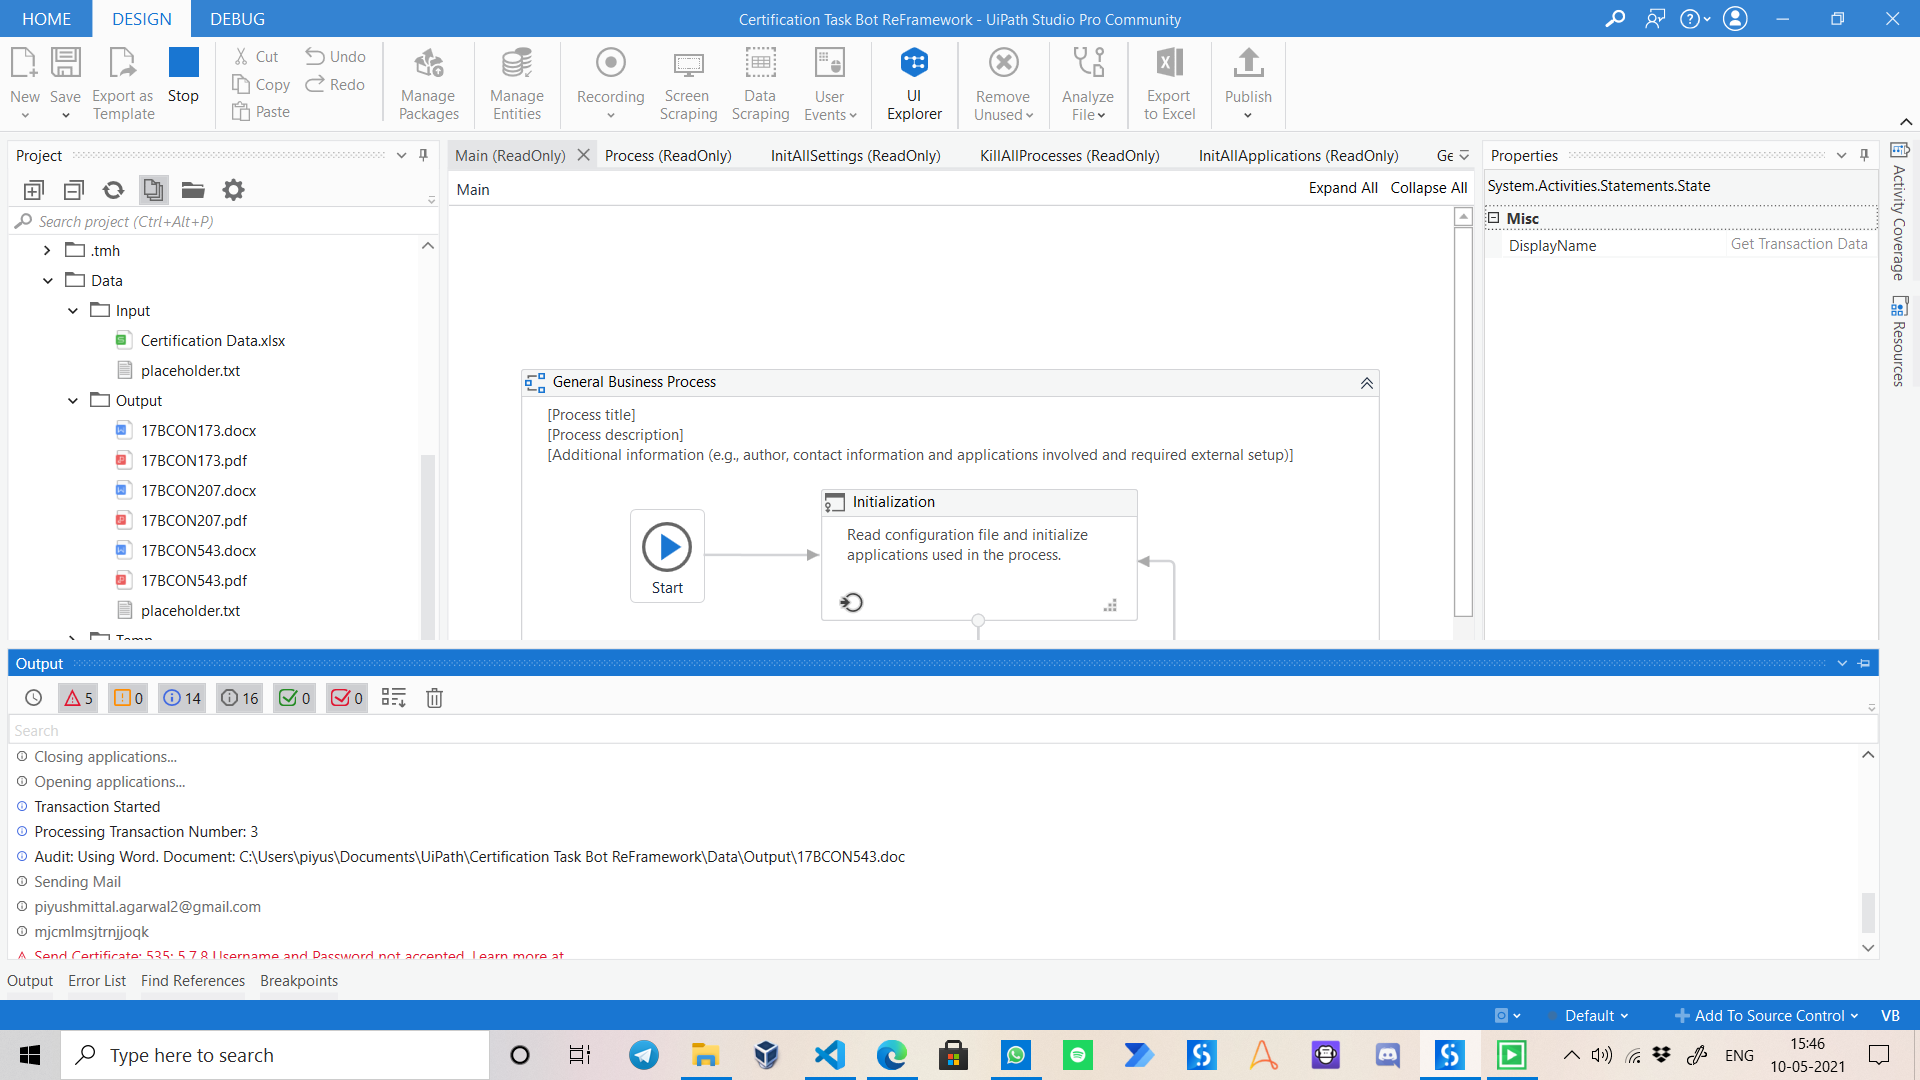 HOME
DESIGN
DEBUG
Certification Task Bot ReFramework - UiPath Studio Pro Community
New
Save
Export as Template
Stop
Cut
Copy
Paste
Undo
Redo
Manage Packages
Manage Entities
Recording
Screen Scraping
Data Scraping
User Events
UI Explorer
Remove Unused
Analyze File
Export to Excel
Publish
Project
Search project (Ctrl+Alt+P)
.tmh
Data
Input
Certification Data.xlsx
placeholder.txt
Output
17BCON173.docx
17BCON173.pdf
17BCON207.docx
17BCON207.pdf
17BCON543.docx
17BCON543.pdf
placeholder.txt
Temp
Main (ReadOnly)
Process (ReadOnly)
InitAllSettings (ReadOnly)
KillAllProcesses (ReadOnly)
InitAllApplications (ReadOnly)
Ge
Main
Expand All
Collapse All
General Business Process
[Process title]
[Process description]
[Additional information (e.g., author, contact information and applications involved and required external setup)]
Start
Initialization
Read configuration file and initialize
applications used in the process.
Properties
System.Activities.Statements.State
Misc
DisplayName
Get Transaction Data
Activity Coverage
Resources
Output
5
0
14
16
0
0
Search
Closing applications...
Opening applications...
Transaction Started
Processing Transaction Number: 3
Audit: Using Word. Document: C:\Users\piyus\Documents\UiPath\Certification Task Bot ReFramework\Data\Output\17BCON543.doc
Sending Mail
piyushmittal.agarwal2@gmail.com
mjcmlmsjtrnjjoqk
Send Certificate: 535: 5.7.8 Username and Password not accepted. Learn more at
Output
Error List
Find References
Breakpoints
Default
Add To Source Control
VB
Type here to search
ENG
15:46
10-05-2021